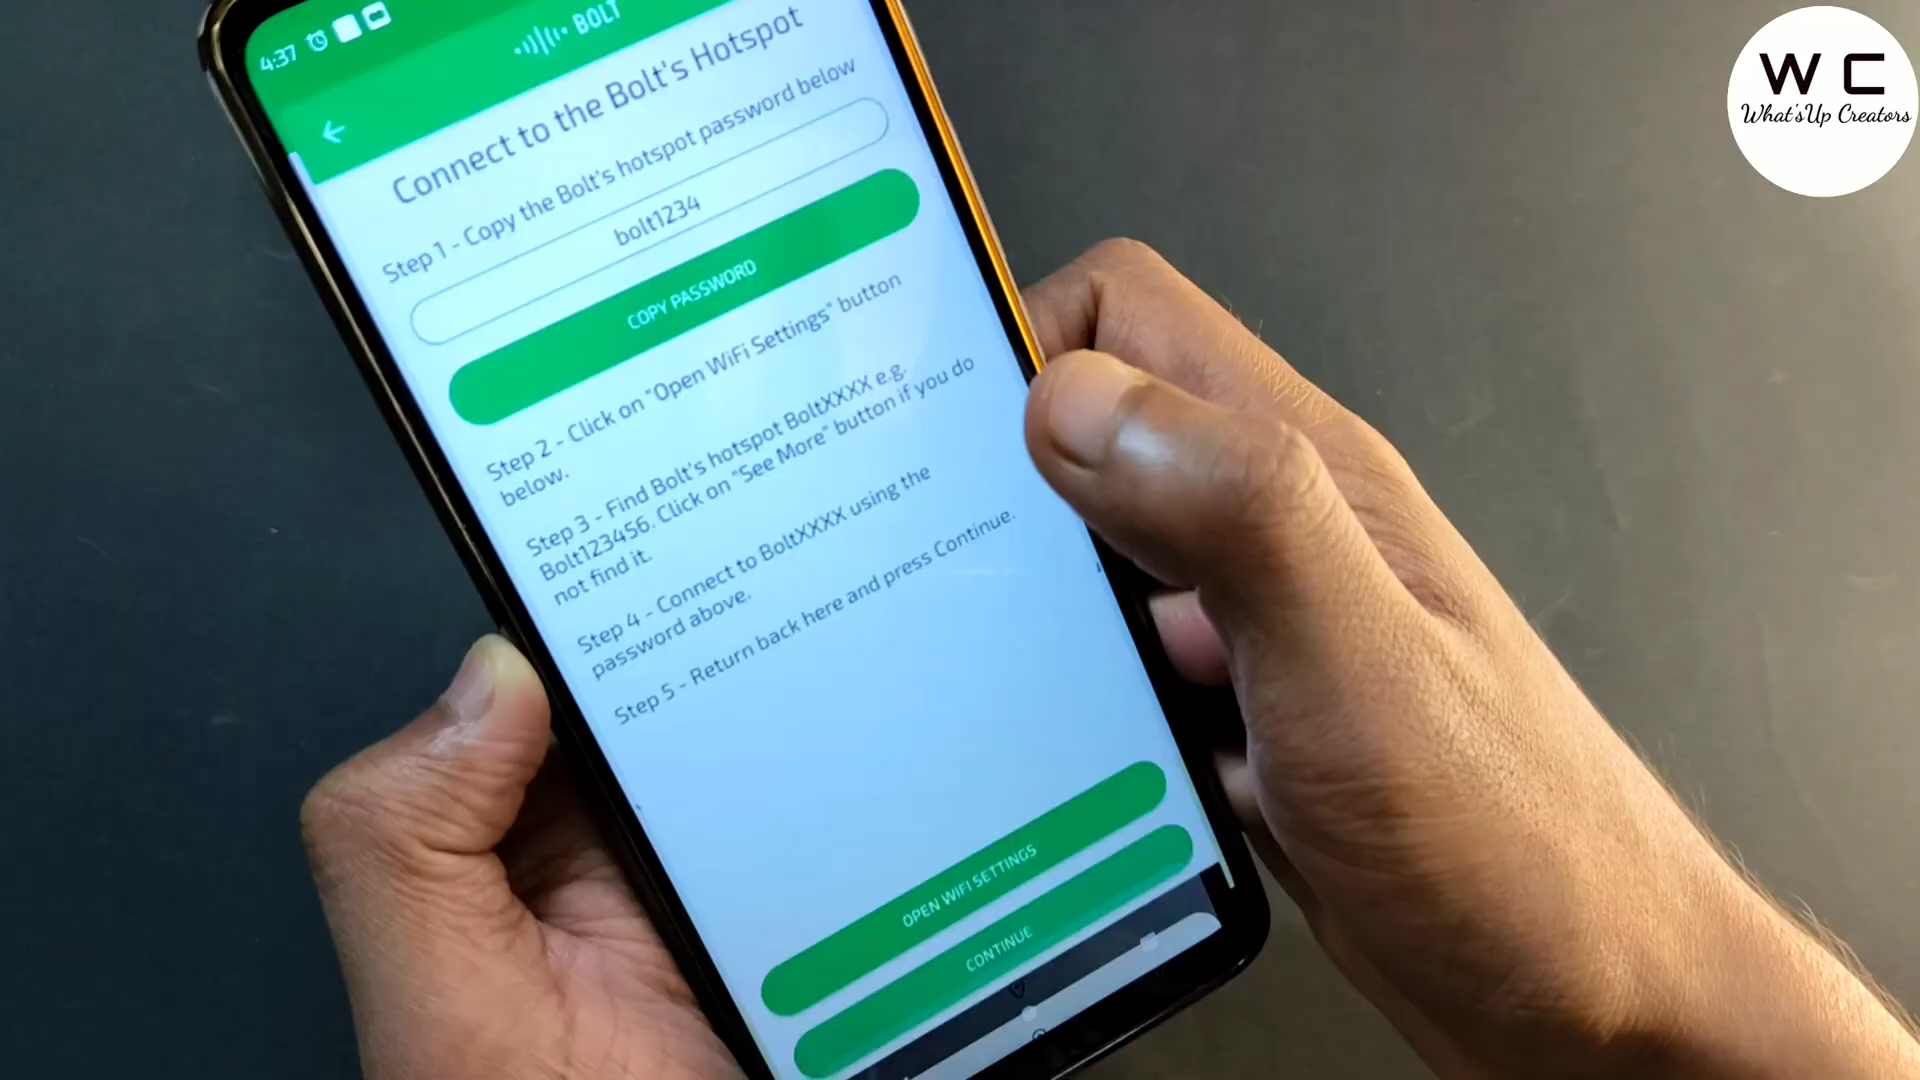 4:37
BOLT
Connect to the Bolt's Hotspot
Step 1 - Copy the Bolt's hotspot password below
bolt1234
COPY PASSWORD
Step 2 - Click on "Open WiFi Settings" button
below.
Step 3 - Find Bolt's hotspot BoltXXXX e.g.
Bolt123456. Click on "See More" button if you do
not find it.
Step 4 - Connect to BoltXXXX using the
password above.
Step 5 - Return back here and press Continue.
OPEN WIFI SETTINGS
CONTINUE
W C
What'sUp Creators